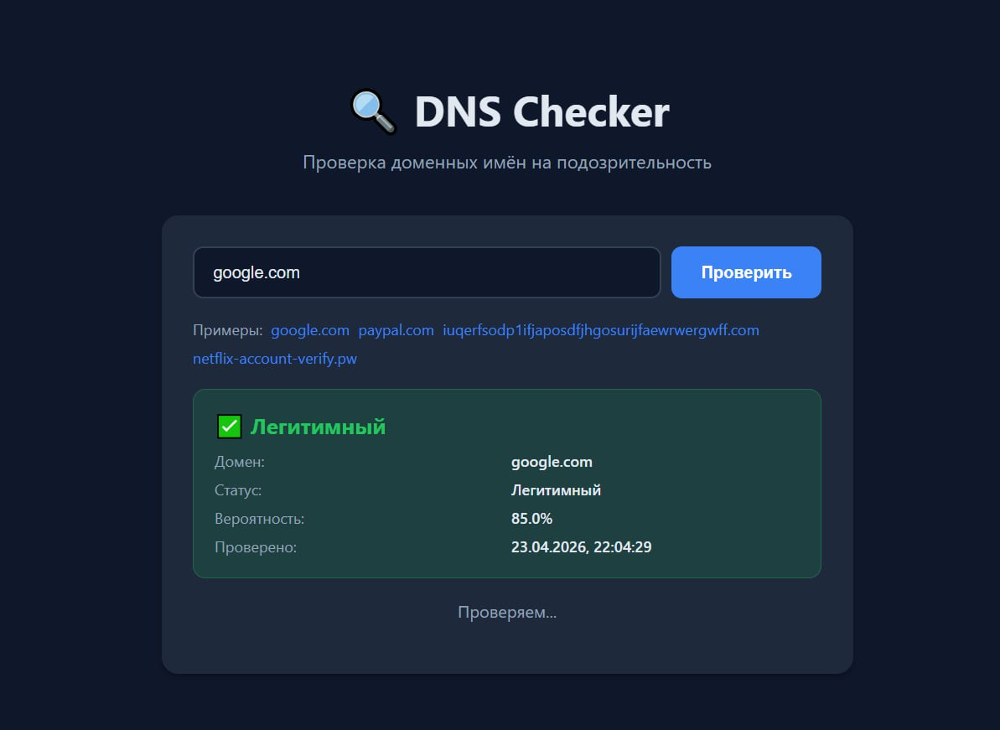 DNS Checker
Проверка доменных имён на подозрительность
google.com
Проверить
Примеры: google.com paypal.com iuqerfsodp1ifjaposdfjhgosurijfaewrwergwff.com
netflix-account-verify.pw
Легитимный
Домен: google.com
Статус: Легитимный
Вероятность: 85.0%
Проверено: 23.04.2026, 22:04:29
Проверяем...